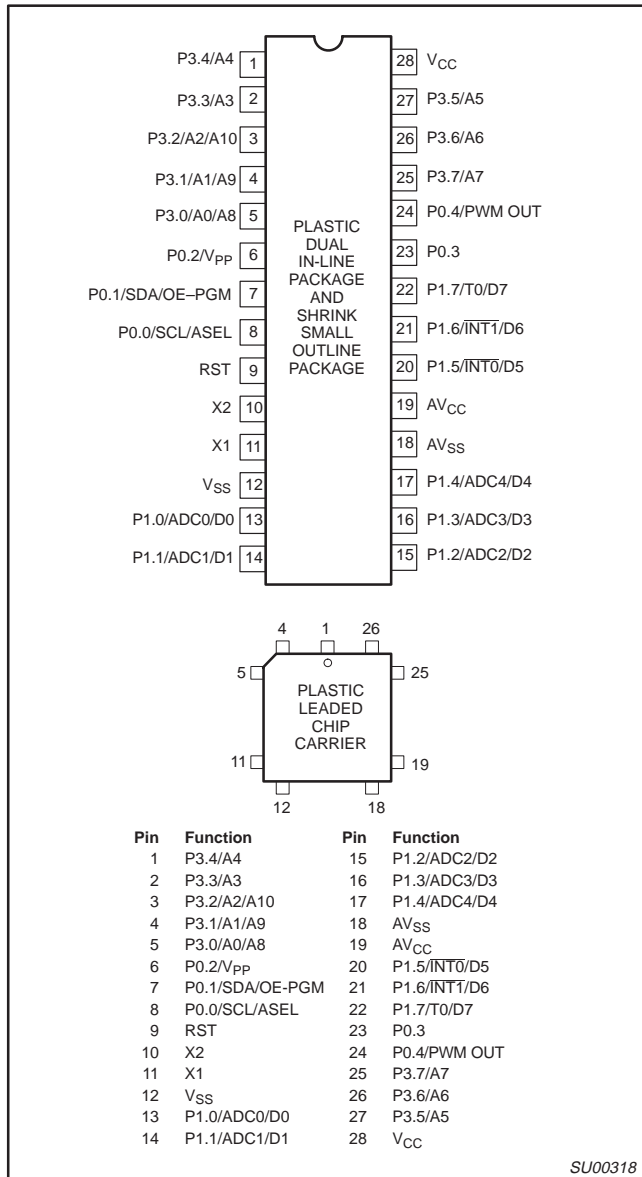 P3.4/A4 1 28 VCC
P3.3/A3 2 27 P3.5/A5
P3.2/A2/A10 3 26 P3.6/A6
P3.1/A1/A9 4 25 P3.7/A7
P3.0/A0/A8 5 24 P0.4/PWM OUT
P0.2/VPP 6 23 P0.3
P0.1/SDA/OE–PGM 7 22 P1.7/T0/D7
P0.0/SCL/ASEL 8 21 P1.6/INT1/D6
RST 9 20 P1.5/INT0/D5
X2 10 19 AVCC
X1 11 18 AVSS
VSS 12 17 P1.4/ADC4/D4
P1.0/ADC0/D0 13 16 P1.3/ADC3/D3
P1.1/ADC1/D1 14 15 P1.2/ADC2/D2
PLASTIC
DUAL
IN-LINE
PACKAGE
AND
SHRINK
SMALL
OUTLINE
PACKAGE
4 1 26
5 25
PLASTIC
LEADED
CHIP
CARRIER
11 19
12 18
Pin Function Pin Function
1 P3.4/A4 15 P1.2/ADC2/D2
2 P3.3/A3 16 P1.3/ADC3/D3
3 P3.2/A2/A10 17 P1.4/ADC4/D4
4 P3.1/A1/A9 18 AVSS
5 P3.0/A0/A8 19 AVCC
6 P0.2/VPP 20 P1.5/INT0/D5
7 P0.1/SDA/OE-PGM 21 P1.6/INT1/D6
8 P0.0/SCL/ASEL 22 P1.7/T0/D7
9 RST 23 P0.3
10 X2 24 P0.4/PWM OUT
11 X1 25 P3.7/A7
12 VSS 26 P3.6/A6
13 P1.0/ADC0/D0 27 P3.5/A5
14 P1.1/ADC1/D1 28 VCC
SU00318